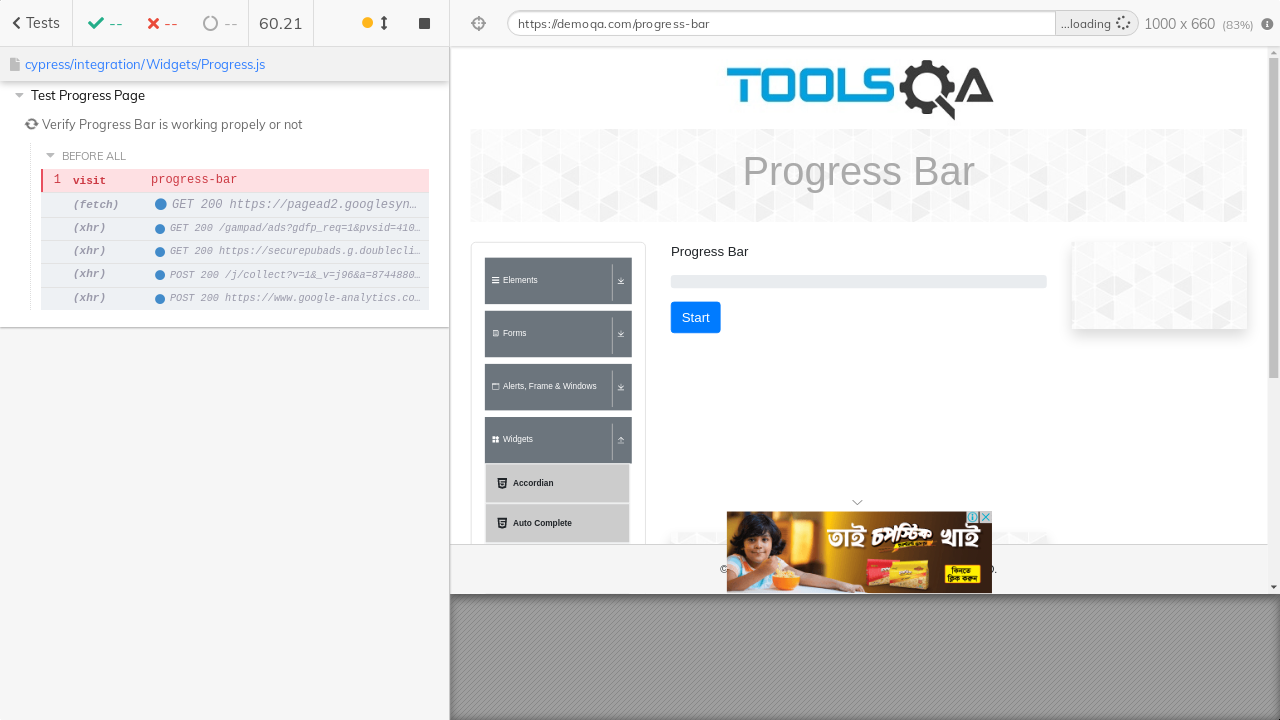 Tests
--
--
--
60.21
https://demoqa.com/progress-bar
...loading
1000 x 660 (83%)
cypress/integration/Widgets/Progress.js
Test Progress Page
Verify Progress Bar is working propely or not
BEFORE ALL
1 visit progress-bar
(fetch) GET 200 https://pagead2.googlesyn...
(xhr) GET 200 /gampad/ads?gdfp_req=1&pvsid=410...
(xhr) GET 200 https://securepubads.g.doublecli...
(xhr) POST 200 /j/collect?v=1&_v=j96&a=8744880...
(xhr) POST 200 https://www.google-analytics.co...
TOOLSQA
Progress Bar
Elements
Forms
Alerts, Frame & Windows
Widgets
Accordian
Auto Complete
Progress Bar
Start
তাই চপস্টিক খাই
কিনতে
ক্লিক করুন
©